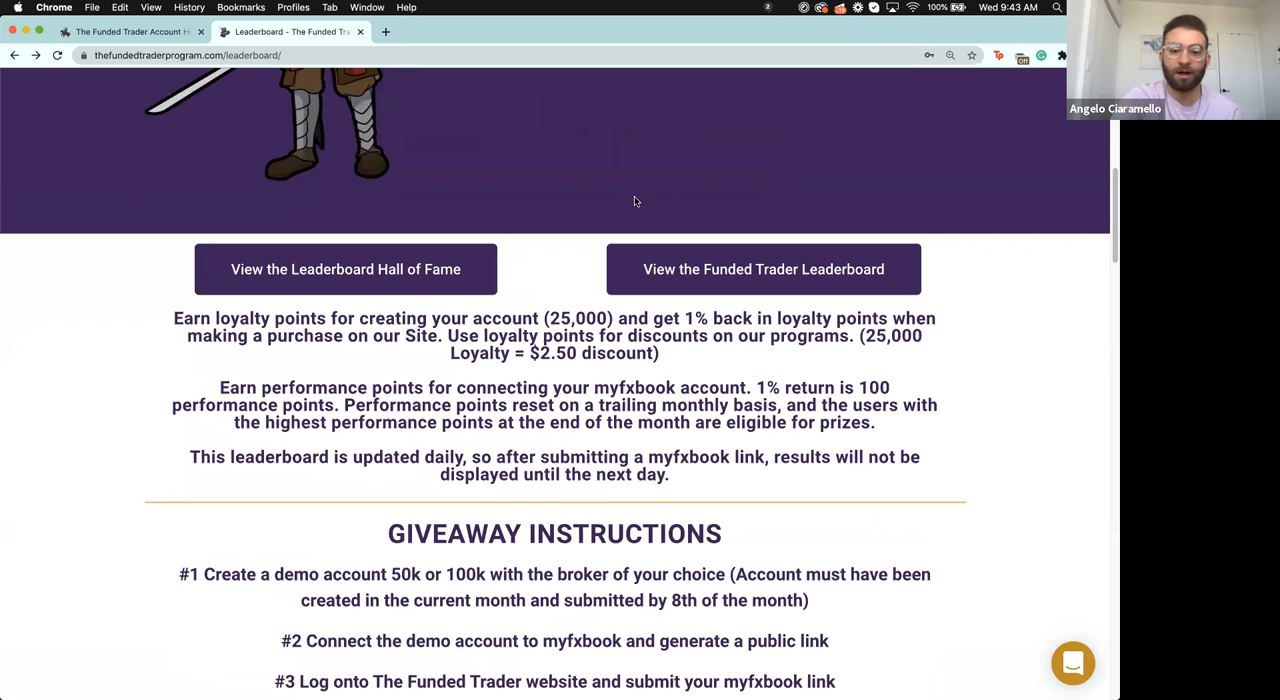 Chrome File Edit View History Bookmarks Profiles Tab Window Help 2 100% Wed 9:43 AM
The Funded Trader Account H Leaderboard - The Funded Tra
thefundedtraderprogram.com/leaderboard/
Angelo Ciaramello
View the Leaderboard Hall of Fame View the Funded Trader Leaderboard
Earn loyalty points for creating your account (25,000) and get 1% back in loyalty points when
making a purchase on our Site. Use loyalty points for discounts on our programs. (25,000
Loyalty = $2.50 discount)
Earn performance points for connecting your myfxbook account. 1% return is 100
performance points. Performance points reset on a trailing monthly basis, and the users with
the highest performance points at the end of the month are eligible for prizes.
This leaderboard is updated daily, so after submitting a myfxbook link, results will not be
displayed until the next day.
GIVEAWAY INSTRUCTIONS
#1 Create a demo account 50k or 100k with the broker of your choice (Account must have been
created in the current month and submitted by 8th of the month)
#2 Connect the demo account to myfxbook and generate a public link
#3 Log onto The Funded Trader website and submit your myfxbook link